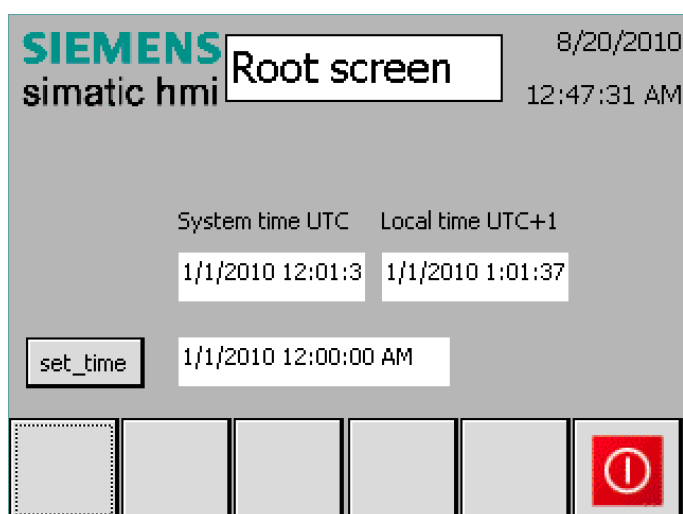 SIEMENS
simatic hmi
Root screen
8/20/2010
12:47:31 AM
System time UTC
Local time UTC+1
1/1/2010 12:01:3
1/1/2010 1:01:37
set_time
1/1/2010 12:00:00 AM